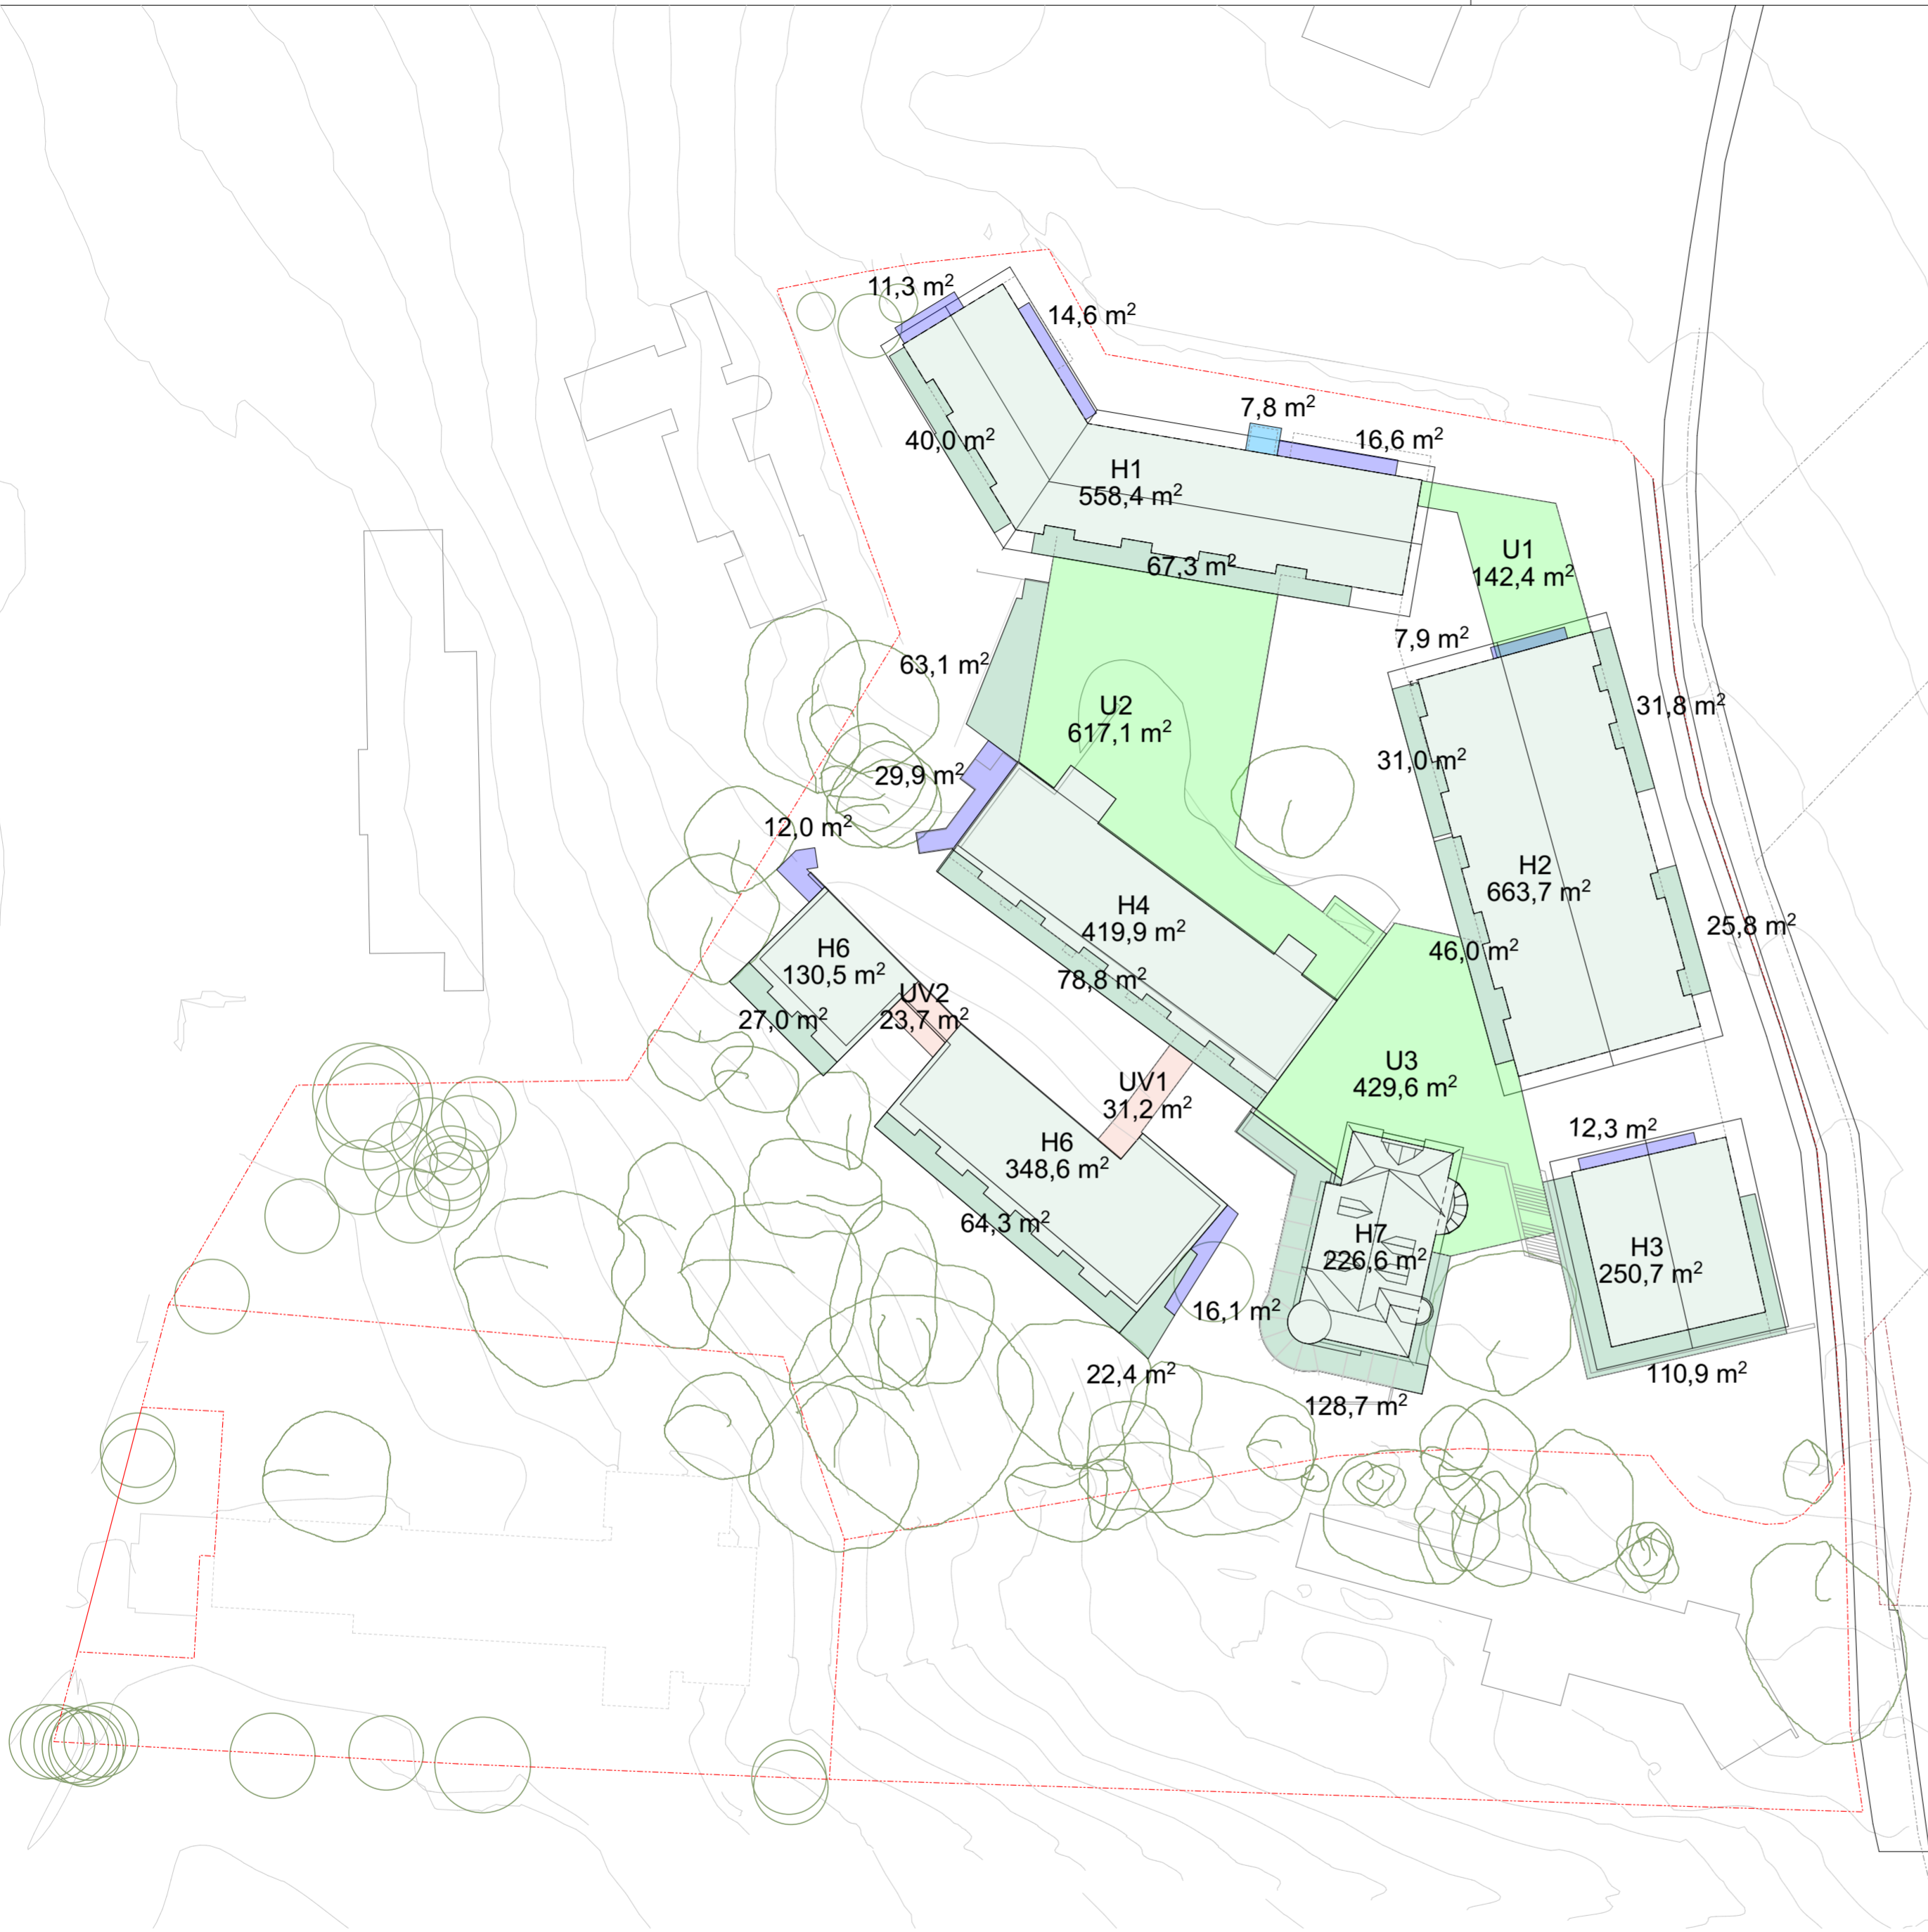 11,3 m²
14,6 m²
7,8 m²
16,6 m²
40,0 m²
H1
558,4 m²
67,3 m²
U1
142,4 m²
7,9 m²
63,1 m²
U2
617,1 m²
31,8 m²
31,0 m²
29,9 m²
12,0 m²
H2
663,7 m²
H4
419,9 m²
25,8 m²
46,0 m²
H6
130,5 m²
78,8 m²
UV2
23,7 m²
27,0 m²
U3
429,6 m²
UV1
31,2 m²
12,3 m²
H6
348,6 m²
64,3 m²
H7
226,6 m²
H3
250,7 m²
16,1 m²
22,4 m²
110,9 m²
128,7 m²